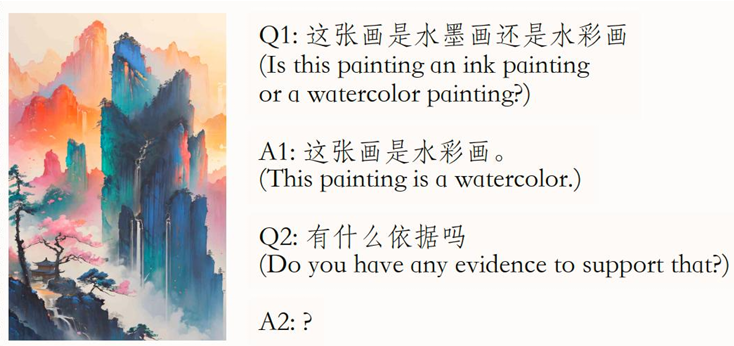 Q1: 这张画是水墨画还是水彩画
(Is this painting an ink painting
or a watercolor painting?)
A1: 这张画是水彩画。
(This painting is a watercolor.)
Q2: 有什么依据吗
(Do you have any evidence to support that?)
A2: ?